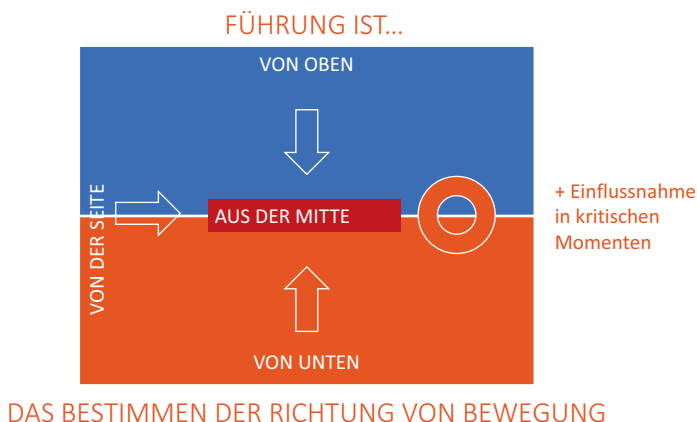 FÜHRUNG IST...
VON OBEN
VON DER SEITE
AUS DER MITTE
+ Einflussnahme
in kritischen
Momenten
VON UNTEN
DAS BESTIMMEN DER RICHTUNG VON BEWEGUNG